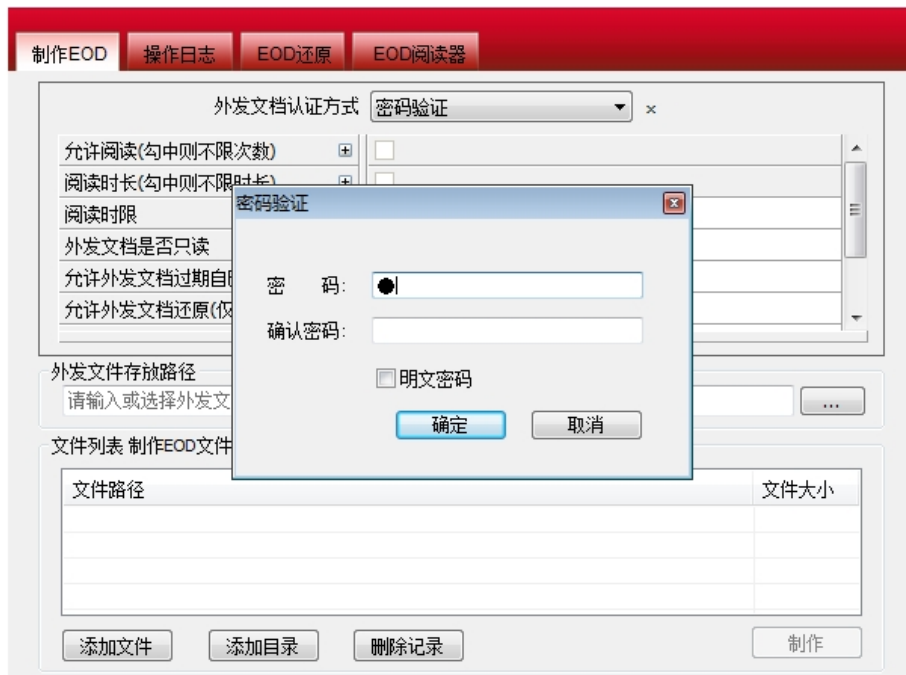 制作EOD 操作日志 EOD还原 EOD阅读器
外发文档认证方式 密码验证 x
允许阅读(勾中则不限次数)
阅读时长(勾中则不限时长)
密码验证
阅读时限
外发文档是否只读
允许外发文档过期自
密 码:
允许外发文档还原(仅
确认密码:
明文密码
外发文件存放路径
请输入或选择外发文
...
确定 取消
文件列表 制作EOD文件
文件路径 文件大小
添加文件 添加目录 删除记录 制作